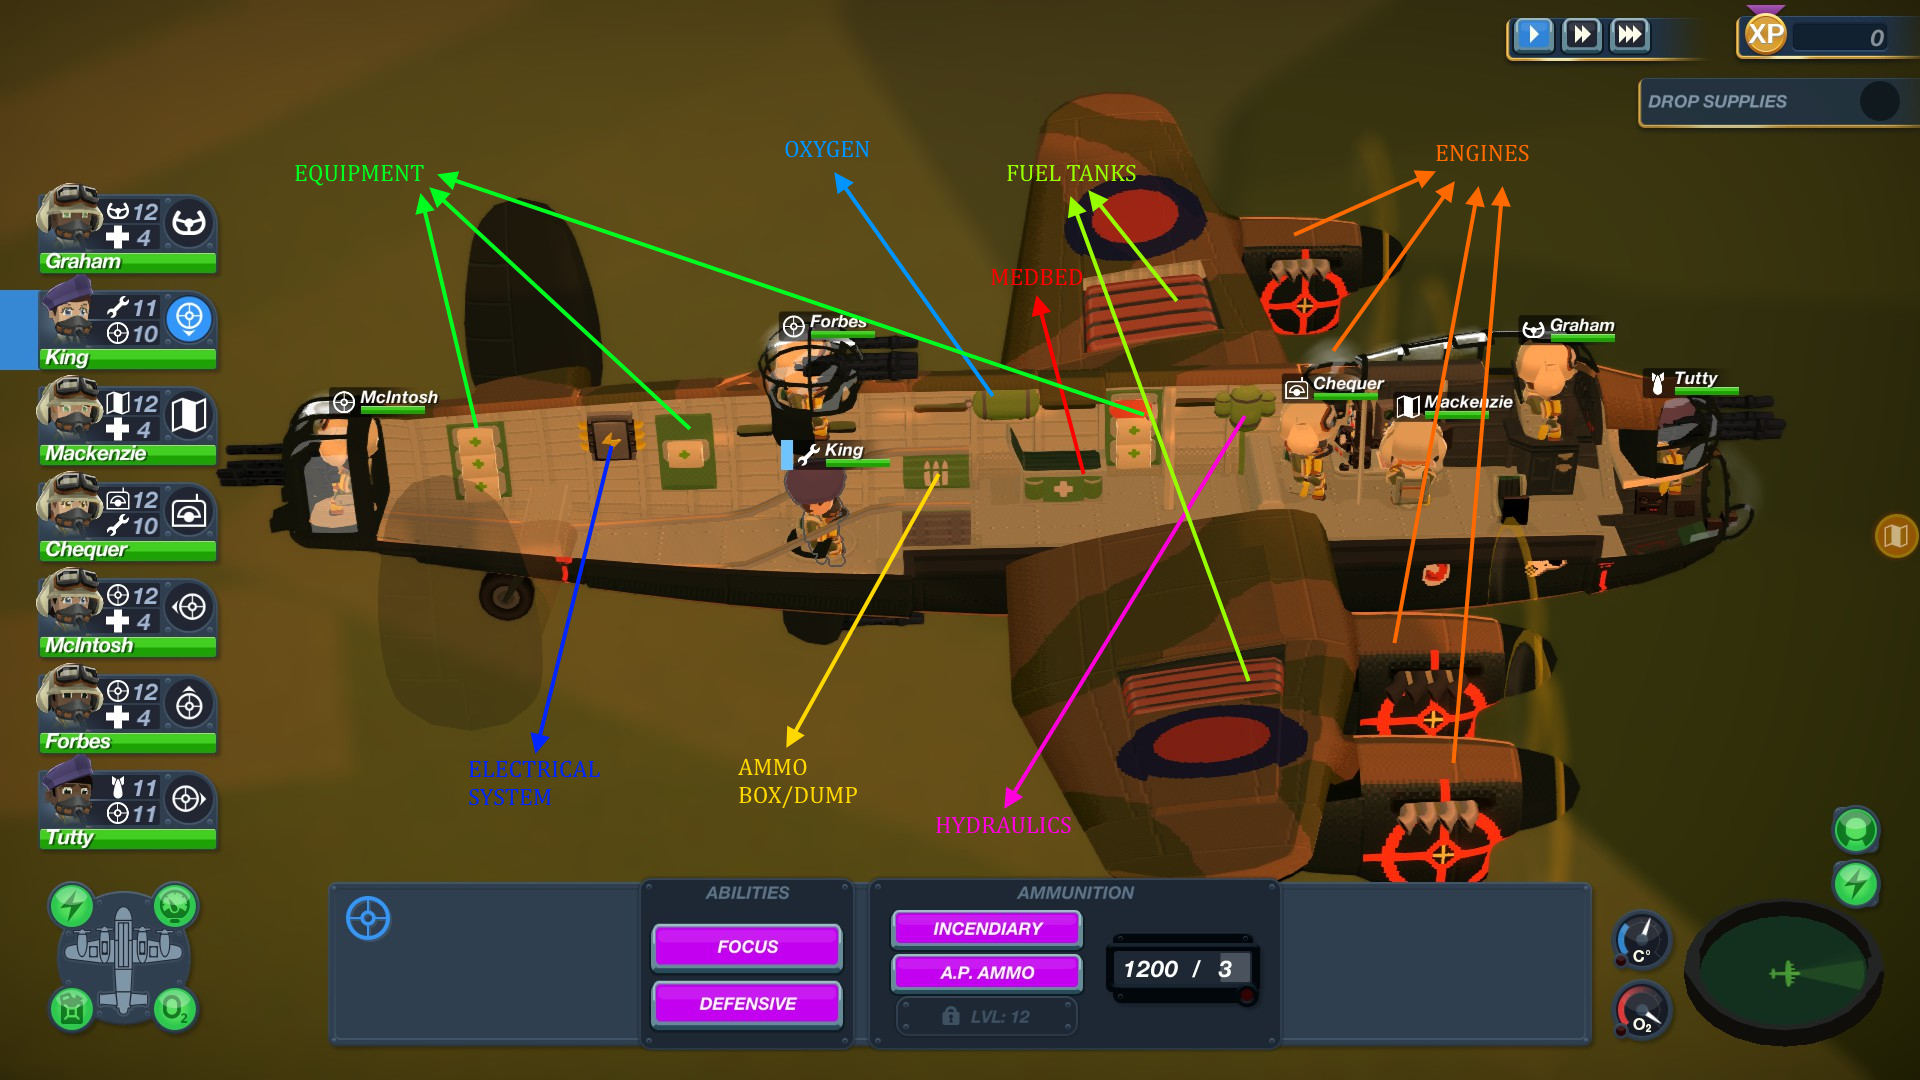 XP 0
DROP SUPPLIES
OXYGEN
ENGINES
EQUIPMENT
FUEL TANKS
MEDBED
12
4
Graham
11
10
King
12
4
Mackenzie
12
10
Chequer
12
4
McIntosh
12
4
Forbes
11
11
Tutty
Forbes
Graham
Tutty
Chequer
McIntosh
Mackenzie
King
ELECTRICAL
SYSTEM
AMMO
BOX/DUMP
HYDRAULICS
ABILITIES
FOCUS
DEFENSIVE
AMMUNITION
INCENDIARY
A.P. AMMO
LVL: 12
1200 / 3
O2
C°
O2